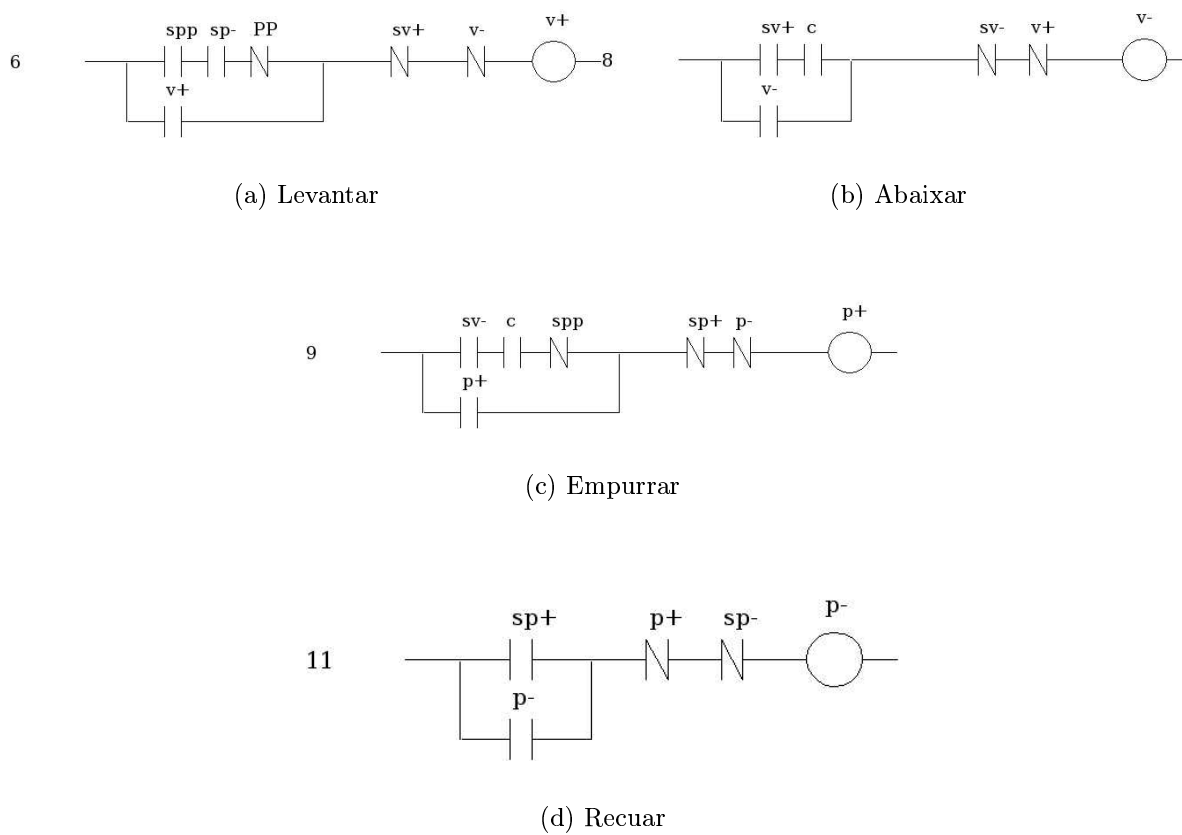 spp sp- PP sv+ v- v+
6
v+
(a) Levantar
sv+ c sv- v+ v-
8
v-
(b) Abaixar
sv- c spp sp+ p- p+
9
p+
(c) Empurrar
sp+ p+ sp- p-
11
p-
(d) Recuar